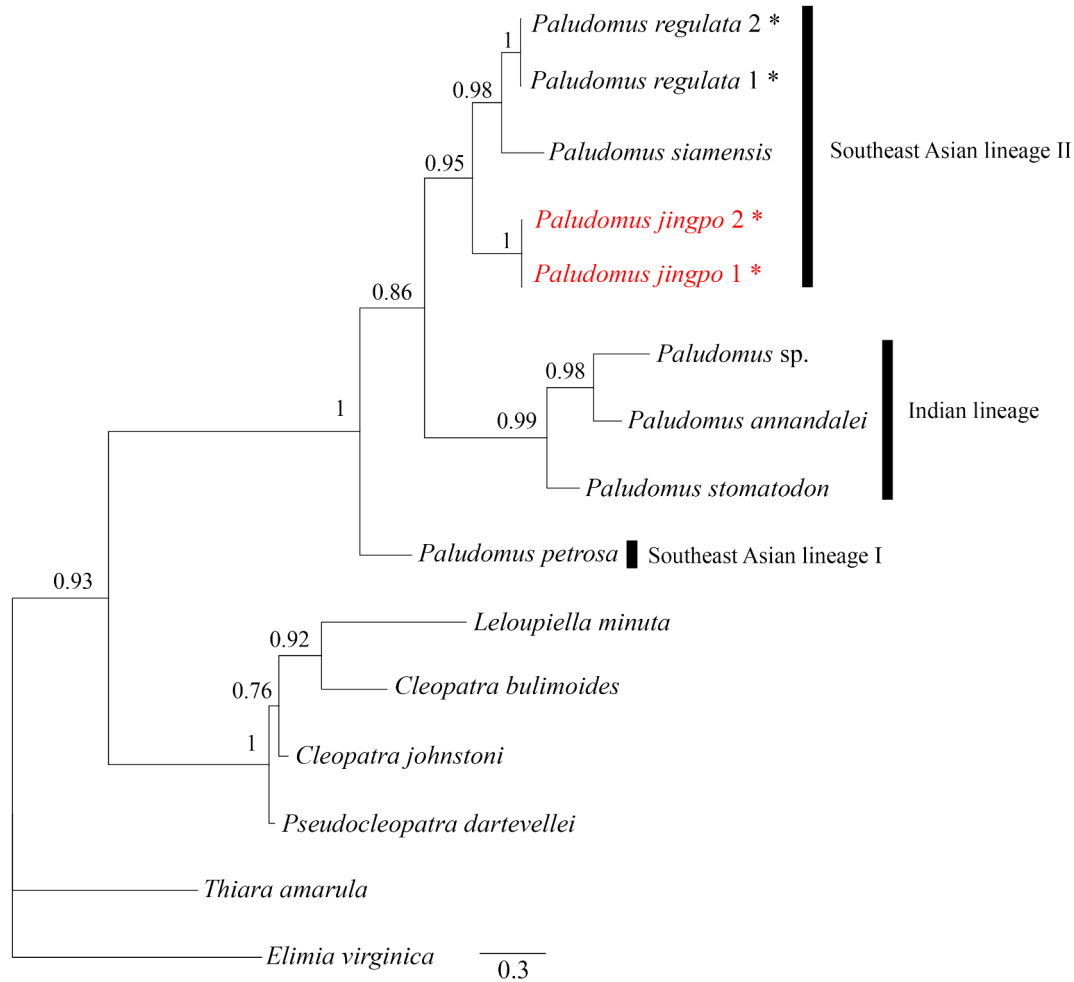 Paludomus regulata 2 *
1
Paludomus regulata 1 *
0.98
Paludomus siamensis
Southeast Asian lineage II
0.95
Paludomus jingpo 2 *
1
Paludomus jingpo 1 *
0.86
Paludomus sp.
0.98
Indian lineage
Paludomus annandalei
0.99
1
Paludomus stomatodon
Paludomus petrosa
Southeast Asian lineage I
0.93
Leloupiella minuta
0.92
Cleopatra bulimoides
0.76
1
Cleopatra johnstoni
Pseudocleopatra dartevellei
Thiara amarula
Elimia virginica
0.3